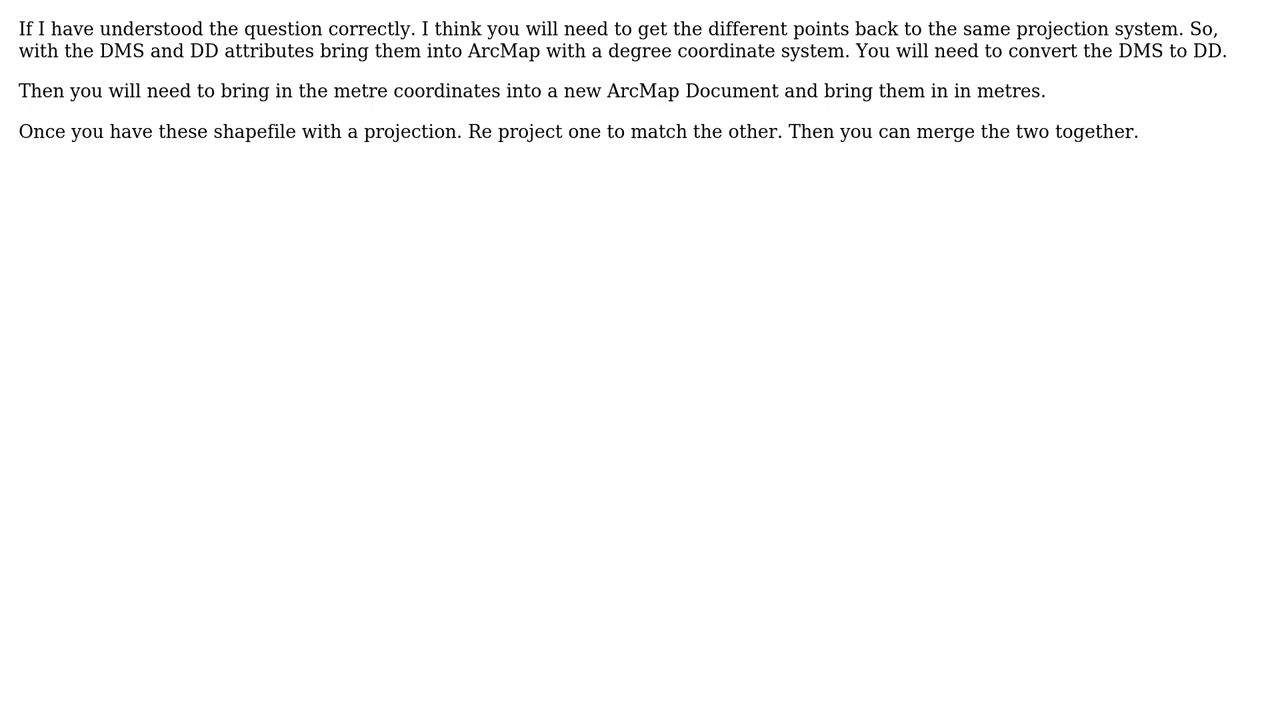 If I have understood the question correctly. I think you will need to get the different points back to the same projection system. So,
with the DMS and DD attributes bring them into ArcMap with a degree coordinate system. You will need to convert the DMS to DD.
Then you will need to bring in the metre coordinates into a new ArcMap Document and bring them in in metres.
Once you have these shapefile with a projection. Re project one to match the other. Then you can merge the two together.